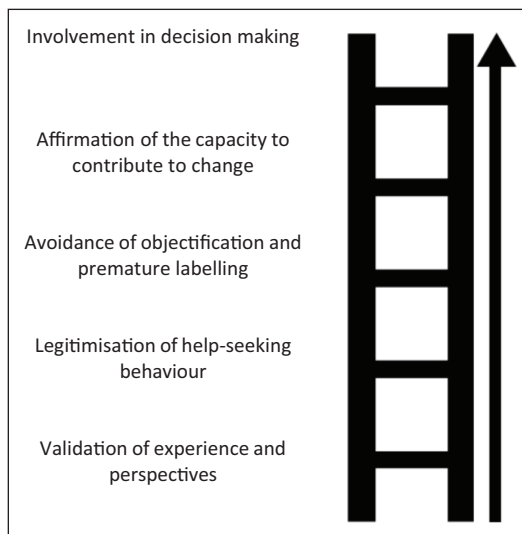 Involvement in decision making
Affirmation of the capacity to
contribute to change
Avoidance of objectification and
premature labelling
Legitimisation of help-seeking
behaviour
Validation of experience and
perspectives